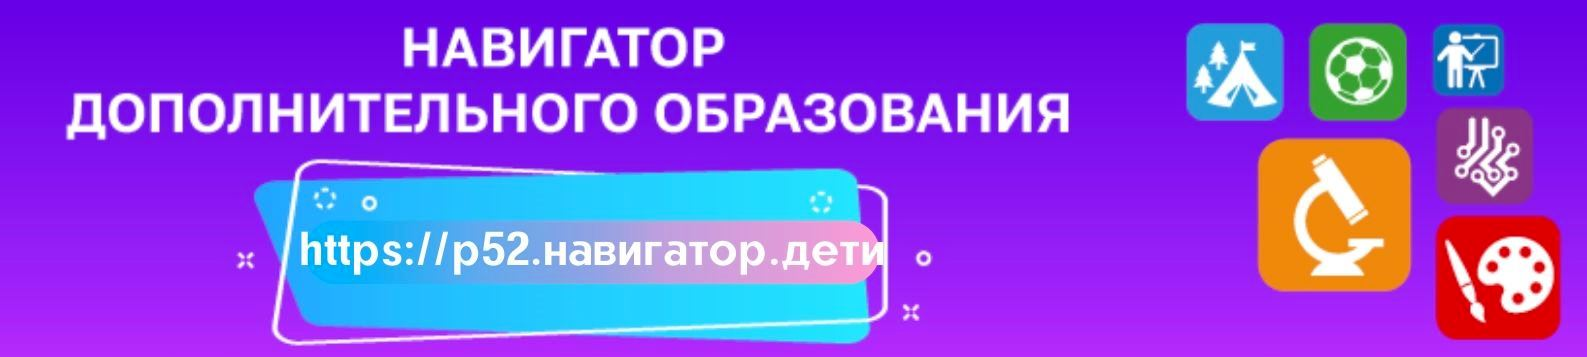 НАВИГАТОР
ДОПОЛНИТЕЛЬНОГО ОБРАЗОВАНИЯ
https://р52.навигатор.дети